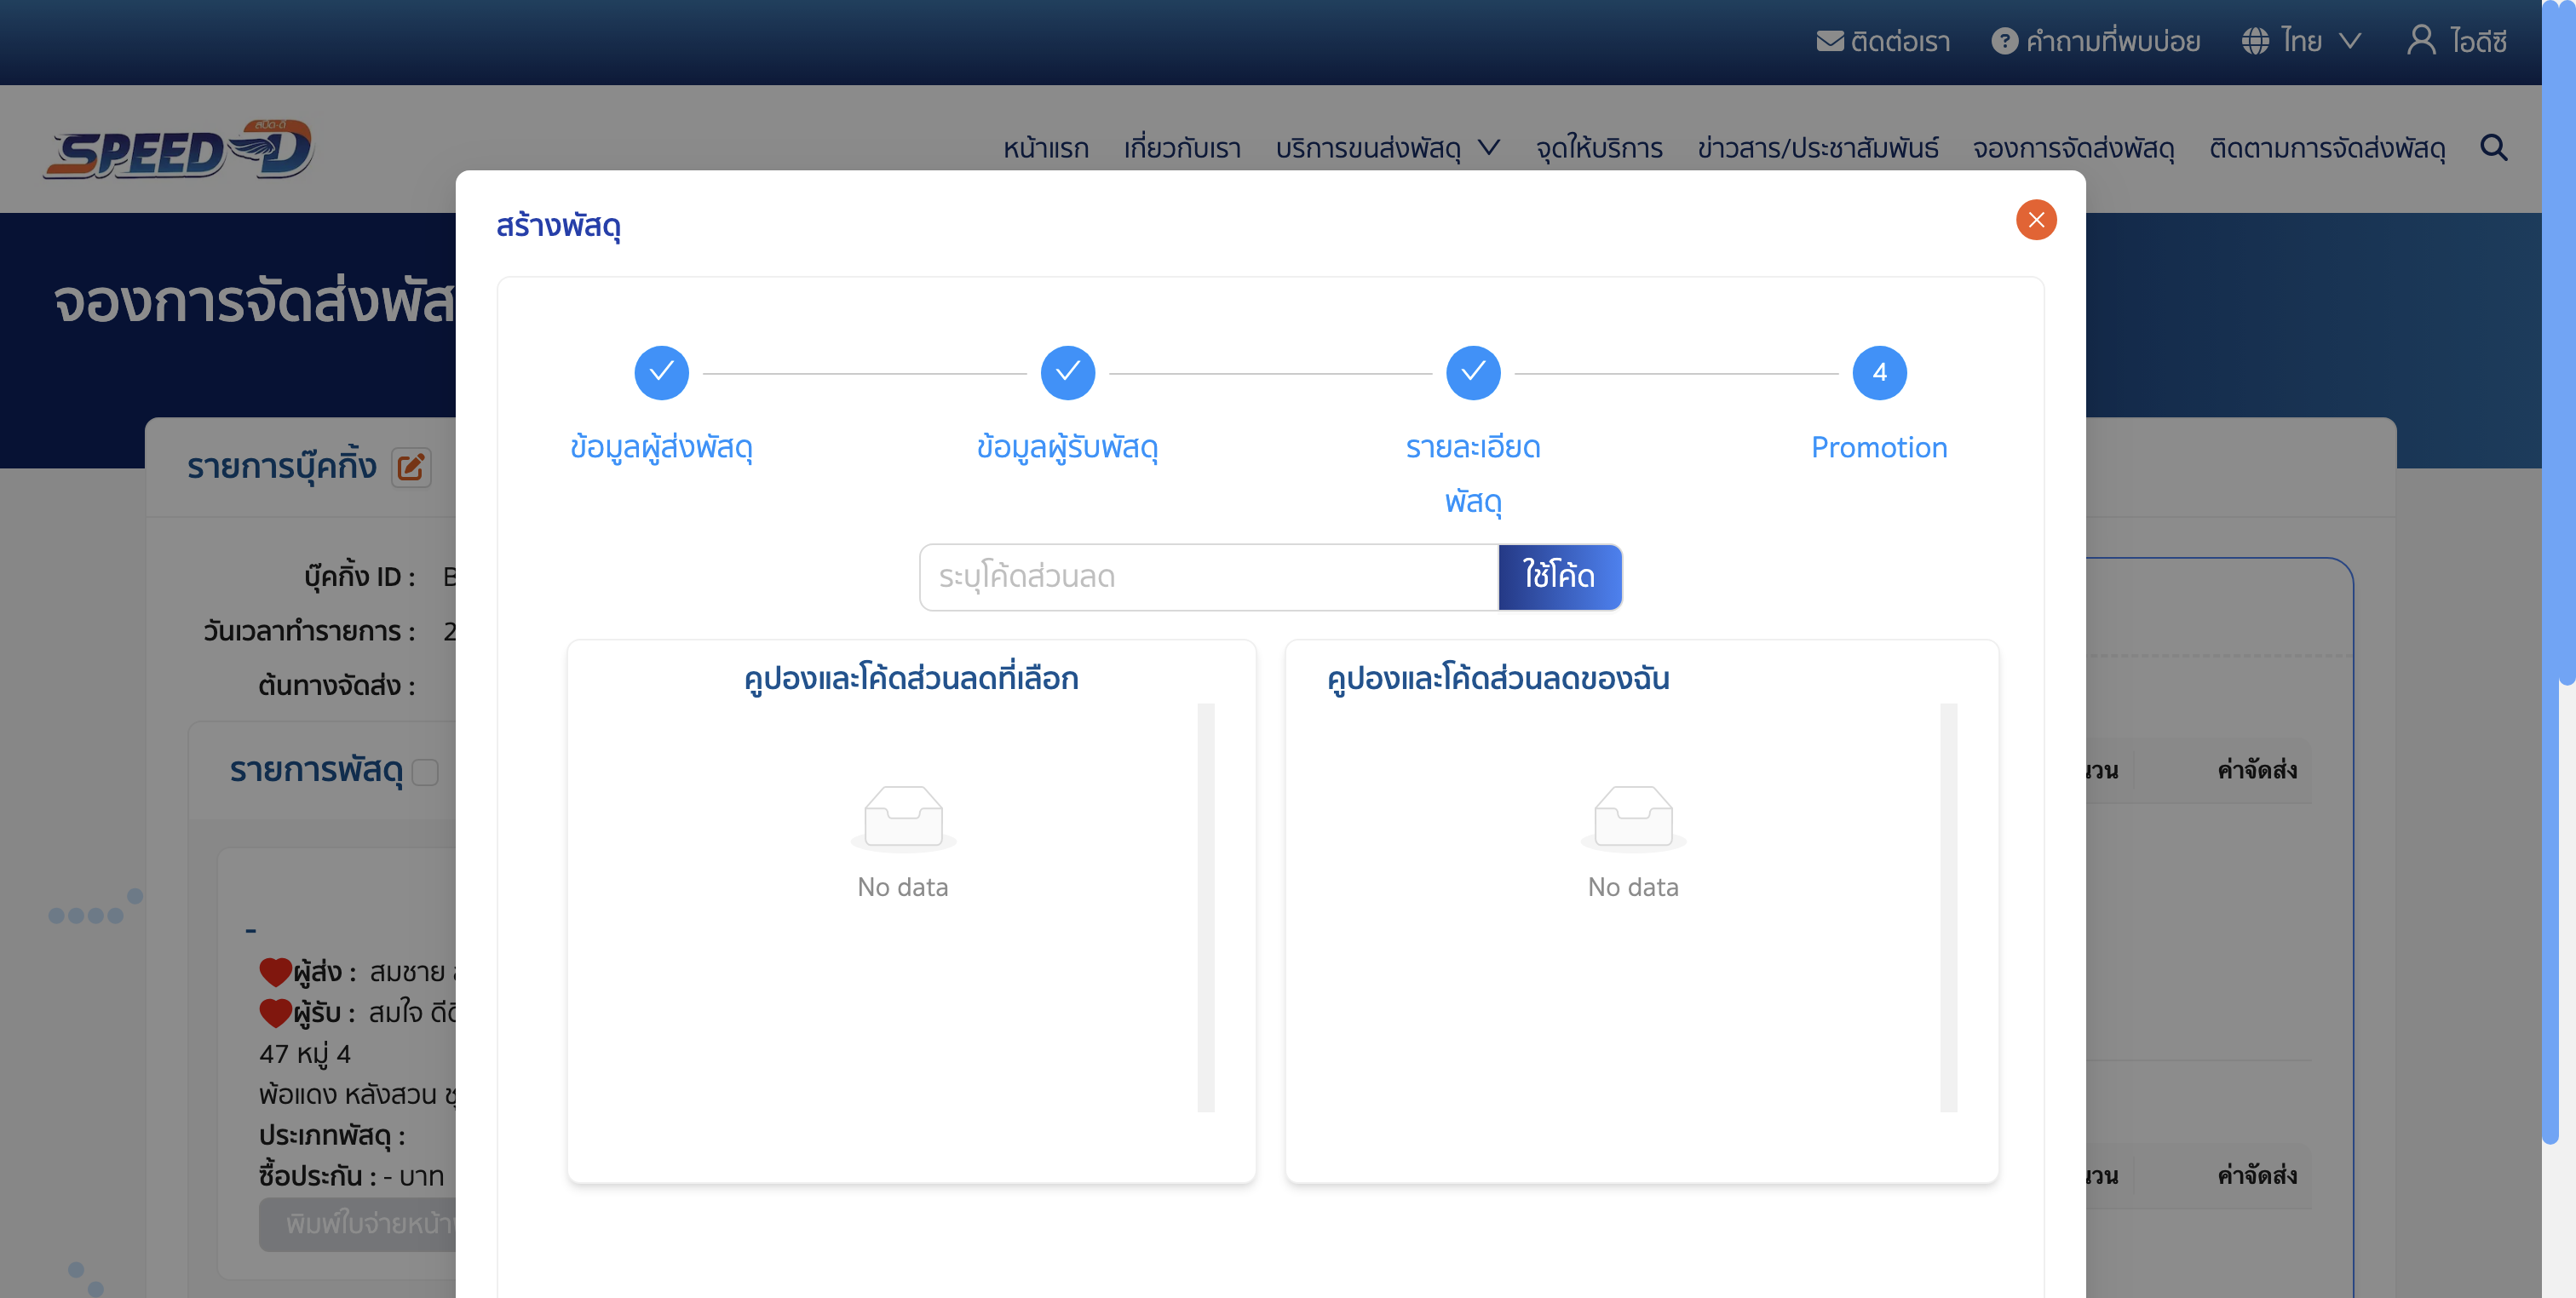 ติดต่อเรา คำถามที่พบบ่อย ไทย ไอดีซี
สปีด-ดี
SPEED-D
หน้าแรก เกี่ยวกับเรา บริการขนส่งพัสดุ จุดให้บริการ ข่าวสาร/ประชาสัมพันธ์ จองการจัดส่งพัสดุ ติดตามการจัดส่งพัสดุ
จองการจัดส่งพัส
สร้างพัสดุ
4
ข้อมูลผู้ส่งพัสดุ ข้อมูลผู้รับพัสดุ รายละเอียด Promotion
พัสดุ
ระบุโค้ดส่วนลด ใช้โค้ด
คูปองและโค้ดส่วนลดที่เลือก คูปองและโค้ดส่วนลดของฉัน
No data No data
รายการบุ๊คกิ้ง
บุ๊คกิ้ง ID : B
วันเวลาทำรายการ : 2
ต้นทางจัดส่ง :
รายการพัสดุ
-
ผู้ส่ง : สมชาย
ผู้รับ : สมใจ ดีดี
47 หมู่ 4
พ้อแดง หลังสวน ชุ
ประเภทพัสดุ :
ซื้อประกัน : - บาท
พิมพ์ใบจ่ายหน้า
นวน ค่าจัดส่ง
นวน ค่าจัดส่ง